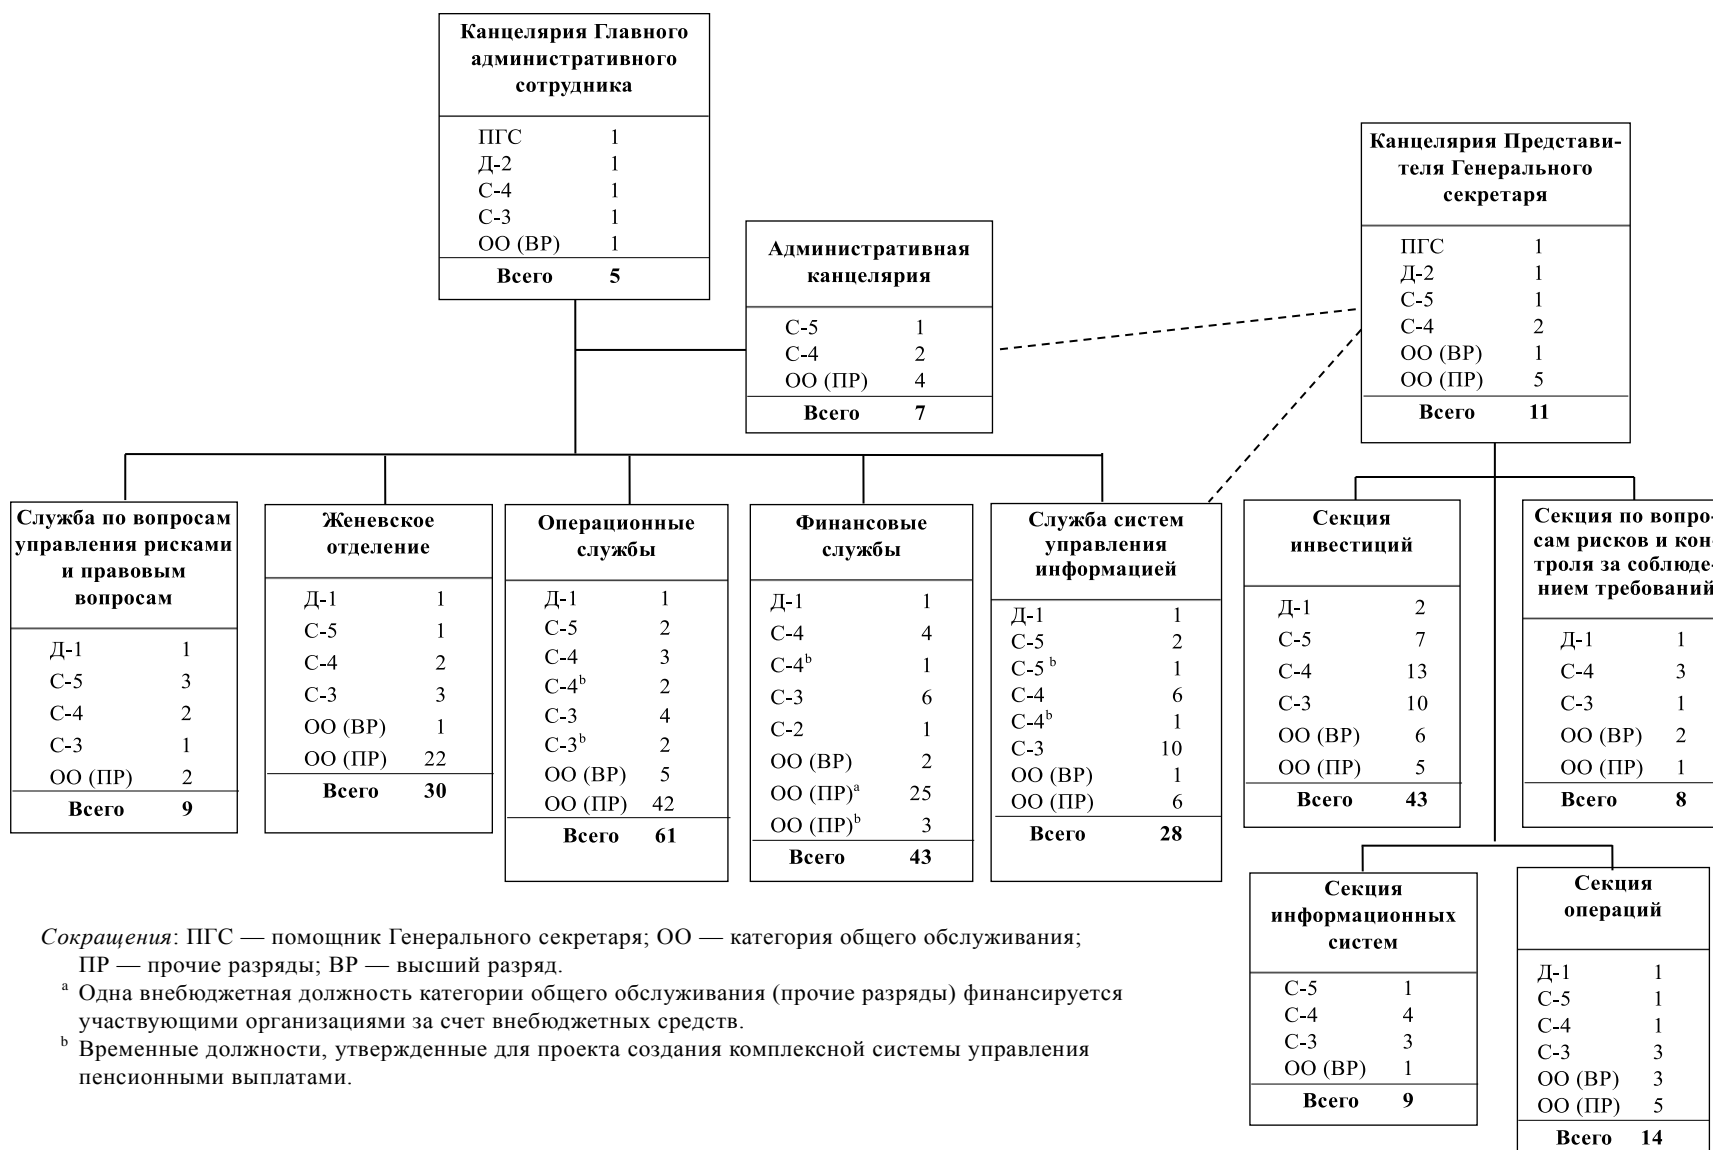 Канцелярия Главного
административного
сотрудника
ПГС 1
Д-2 1
С-4 1
С-3 1
ОО (ВР) 1
Всего 5
Административная
канцелярия
С-5 1
С-4 2
ОО (ПР) 4
Всего 7
Канцелярия Представи-
теля Генерального
секретаря
ПГС 1
Д-2 1
С-5 1
С-4 2
ОО (ВР) 1
ОО (ПР) 5
Всего 11
Служба по вопросам
управления рисками
и правовым
вопросам
Д-1 1
С-5 3
С-4 2
С-3 1
ОО (ПР) 2
Всего 9
Женевское
отделение
Д-1 1
С-5 1
С-4 2
С-3 3
ОО (ВР) 1
ОО (ПР) 22
Всего 30
Операционные
службы
Д-1 1
С-5 2
С-4 3
С-4ᵇ 2
С-3 4
С-3ᵇ 2
ОО (ВР) 5
ОО (ПР) 42
Всего 61
Финансовые
службы
Д-1 1
С-4 4
С-4ᵇ 1
С-3 6
С-2 1
ОО (ВР) 2
ОО (ПР)ᵃ 25
ОО (ПР)ᵇ 3
Всего 43
Служба систем
управления
информацией
Д-1 1
С-5 2
С-5 ᵇ 1
С-4 6
С-4ᵇ 1
С-3 10
ОО (ВР) 1
ОО (ПР) 6
Всего 28
Секция
инвестиций
Д-1 2
С-5 7
С-4 13
С-3 10
ОО (ВР) 6
ОО (ПР) 5
Всего 43
Секция по вопро-
сам рисков и кон-
троля за соблюде-
нием требований
Д-1 1
С-4 3
С-3 1
ОО (ВР) 2
ОО (ПР) 1
Всего 8
Секция
информационных
систем
С-5 1
С-4 4
С-3 3
ОО (ВР) 1
Всего 9
Секция
операций
Д-1 1
С-5 1
С-4 1
С-3 3
ОО (ВР) 3
ОО (ПР) 5
Всего 14
Сокращения: ПГС — помощник Генерального секретаря; ОО — категория общего обслуживания;
ПР — прочие разряды; ВР — высший разряд.
ᵃ Одна внебюджетная должность категории общего обслуживания (прочие разряды) финансируется
участвующими организациями за счет внебюджетных средств.
ᵇ Временные должности, утвержденные для проекта создания комплексной системы управления
пенсионными выплатами.